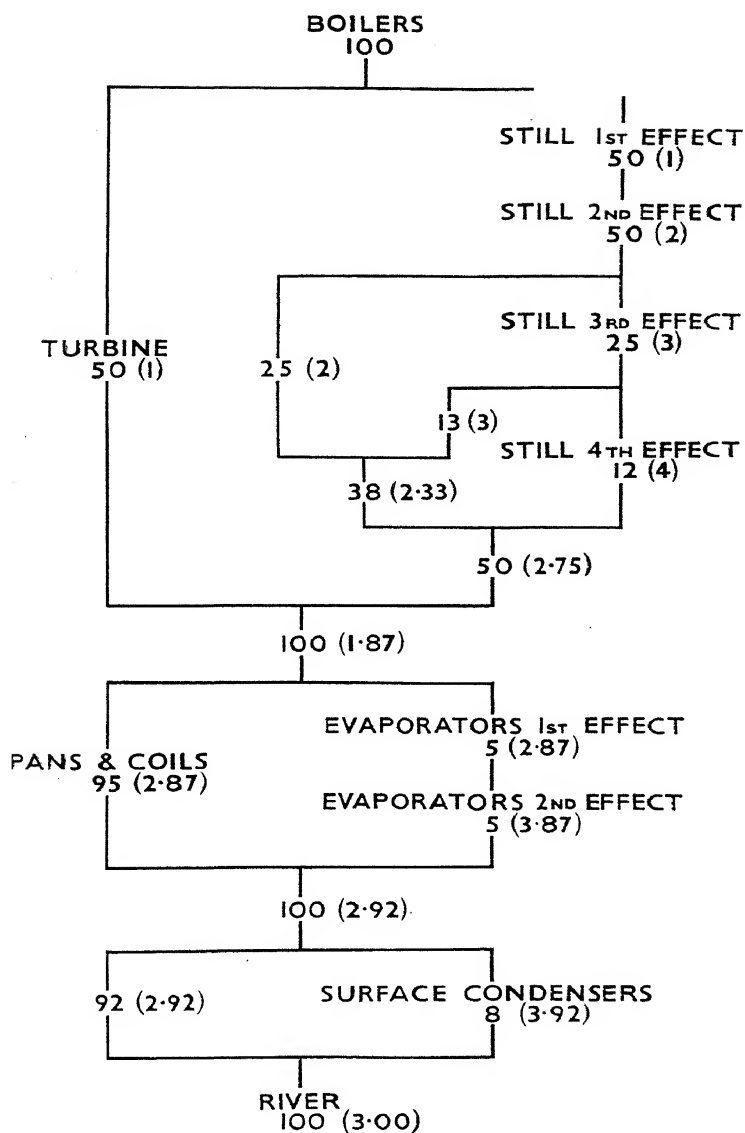 BOILERS
100
STILL 1ST EFFECT
50 (1)
STILL 2ND EFFECT
50 (2)
STILL 3RD EFFECT
25 (3)
TURBINE
50 (1)
25 (2)
13 (3)
STILL 4TH EFFECT
12 (4)
38 (2·33)
50 (2·75)
100 (1·87)
EVAPORATORS 1ST EFFECT
5 (2·87)
PANS & COILS
95 (2·87)
EVAPORATORS 2ND EFFECT
5 (3·87)
100 (2·92)
92 (2·92)
SURFACE CONDENSERS
8 (3·92)
RIVER
100 (3·00)